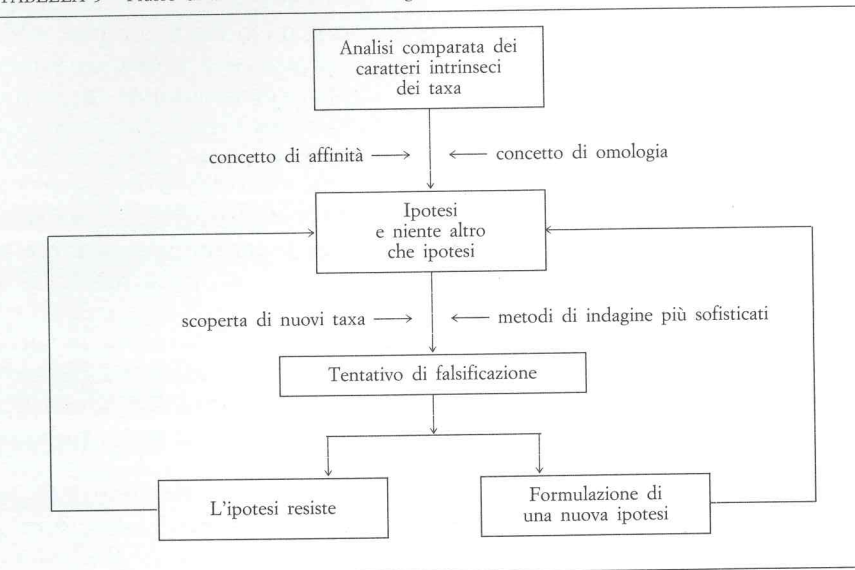 TABELLA
Analisi comparata dei
caratteri intrinseci
dei taxa
concetto di affinità
concetto di omologia
Ipotesi
e niente altro
che ipotesi
scoperta di nuovi taxa
metodi di indagine più sofisticati
Tentativo di falsificazione
L'ipotesi resiste
Formulazione di
una nuova ipotesi